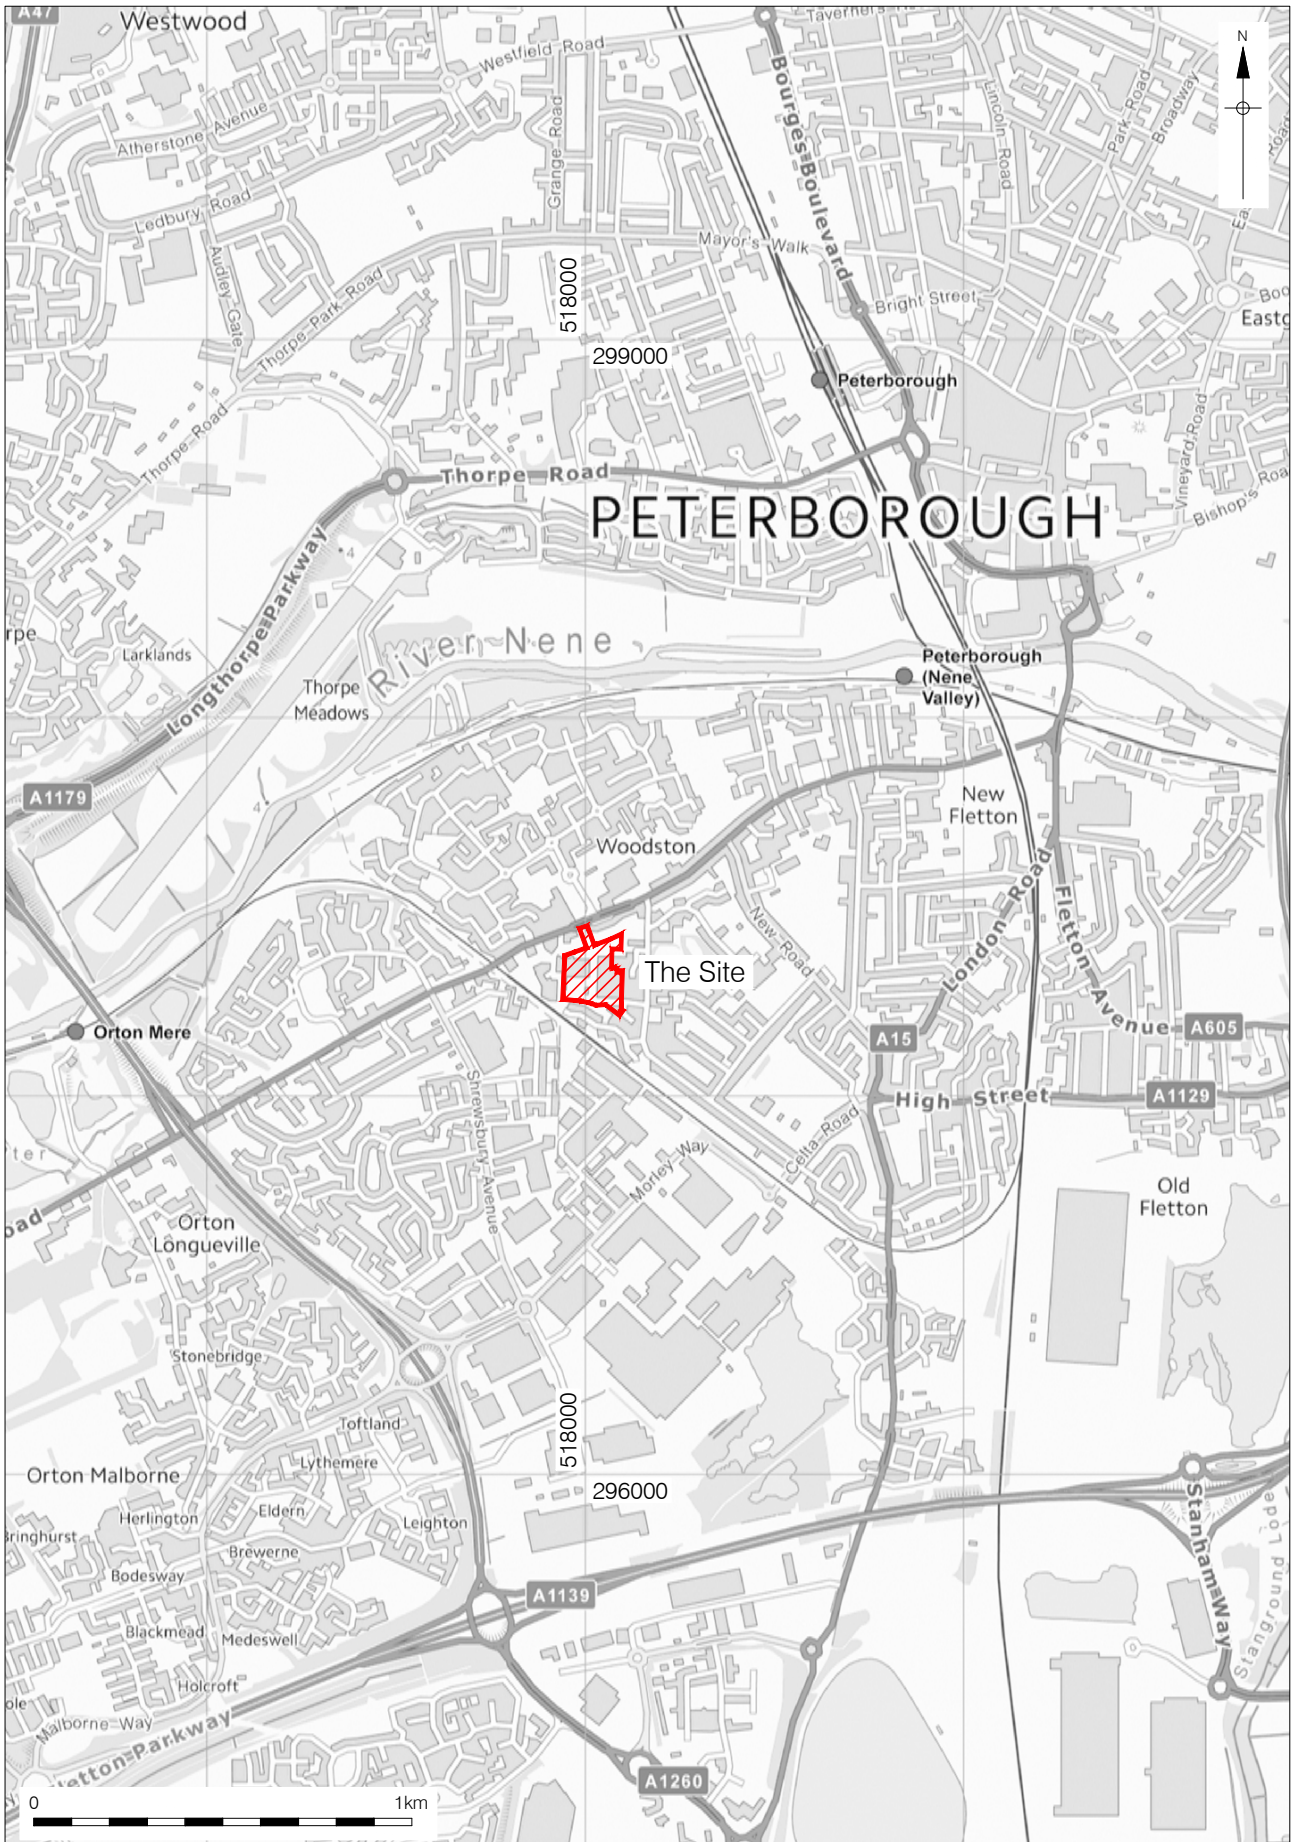 A47
Westwood
Westfield Road
Lincoln Road
Park Road
Broadway
N
Bourges Boulevard
Atherstone Avenue
Grange Road
Ledbury Road
Mayor's Walk
Audley Gate
Thorpe Park Road
518000
Bright Street
299000
Peterborough
Thorpe Road
Thorpe Road
Vineyard Road
PETERBOROUGH
4
Longthorpe Parkway
River Nene
Larklands
Thorpe
Meadows
Peterborough
(Nene
Valley)
A1179
4
New
Fletton
Woodston
New Road
London Road
Fletton Avenue
The Site
Orton Mere
A15
A605
High Street
A1129
Shrewsbury Avenue
Celta Road
Morley Way
Old
Fletton
Orton
Longueville
Stonebridge
Toftland
518000
Lythemere
Orton Malborne
296000
Herlington
Eldern
Leighton
Stanham Way
Brewerne
Bodesway
A1139
Blackmead
Medeswell
Holcroft
Malborne Way
A1260
0
1km